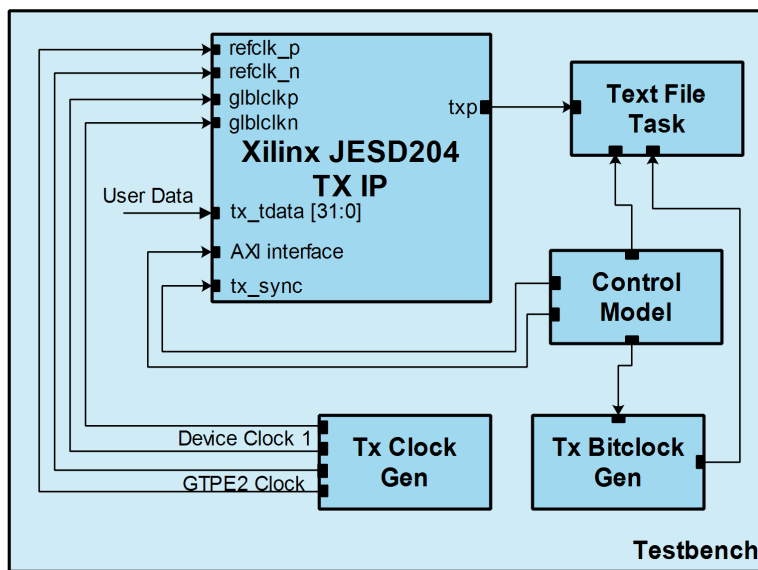 refclk_p
refclk_n
glblclkp
glblclkn
txp
Xilinx JESD204
TX IP
User Data
tx_tdata [31:0]
AXI interface
tx_sync
Text File
Task
Control
Model
Device Clock 1
GTPE2 Clock
Tx Clock
Gen
Tx Bitclock
Gen
Testbench